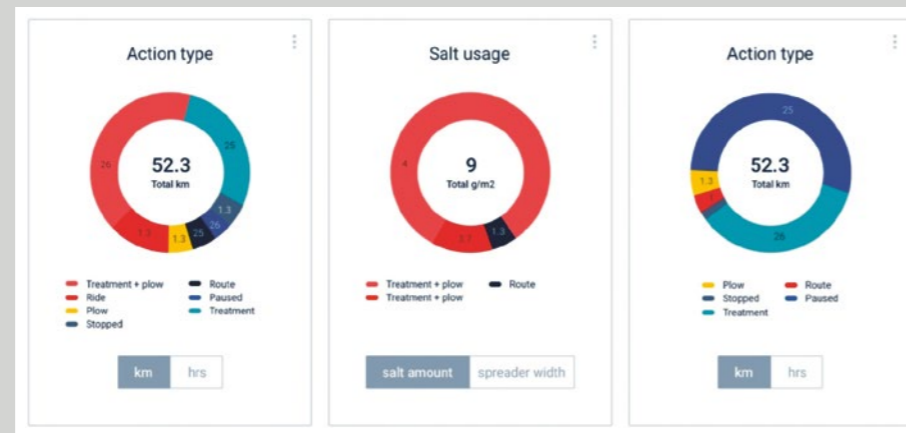 Action type
26
28
1.3
26
25
1.3
1.3
52.3
Total km
Treatment + plow
Ride
Plow
Stopped
Route
Paused
Treatment
km hrs
Salt usage
4
3.7
1.3
9
Total g/m2
Treatment + plow
Treatment + plow
Route
salt amount spreader width
Action type
25
1.3
26
52.3
Total km
Plow
Stopped
Treatment
Route
Paused
km hrs